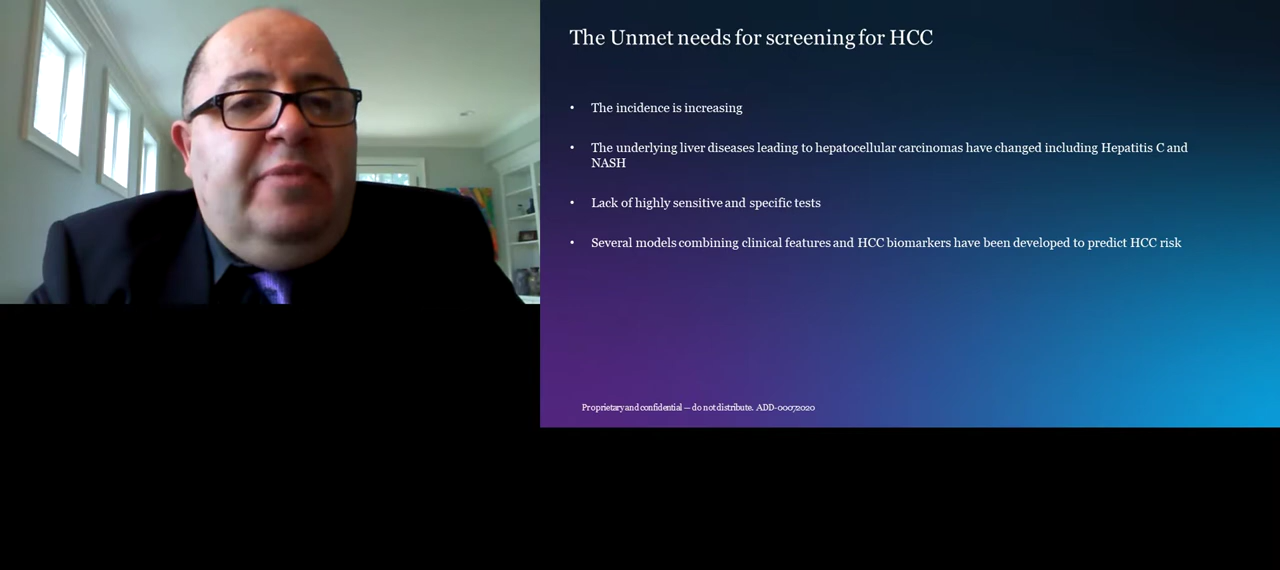 The Unmet needs for screening for HCC
• The incidence is increasing
• The underlying liver diseases leading to hepatocellular carcinomas have changed including Hepatitis C and
NASH
• Lack of highly sensitive and specific tests
• Several models combining clinical features and HCC biomarkers have been developed to predict HCC risk
Proprietary and confidential — do not distribute. ADD-00072020